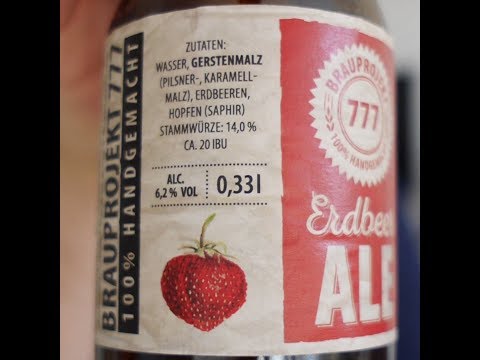 BRAUPROJEKT 777
100% HANDGEMACHT
ZUTATEN:
WASSER, GERSTENMALZ
(PILSNER-, KARAMELL-
MALZ), ERDBEEREN,
HOPFEN (SAPHIR)
STAMMWÜRZE: 14,0 %
CA. 20 IBU
ALC.
6,2 % VOL
0,33l
BRAUPROJEKT
777
100% HANDGEMACHT
Erdbeer
ALE